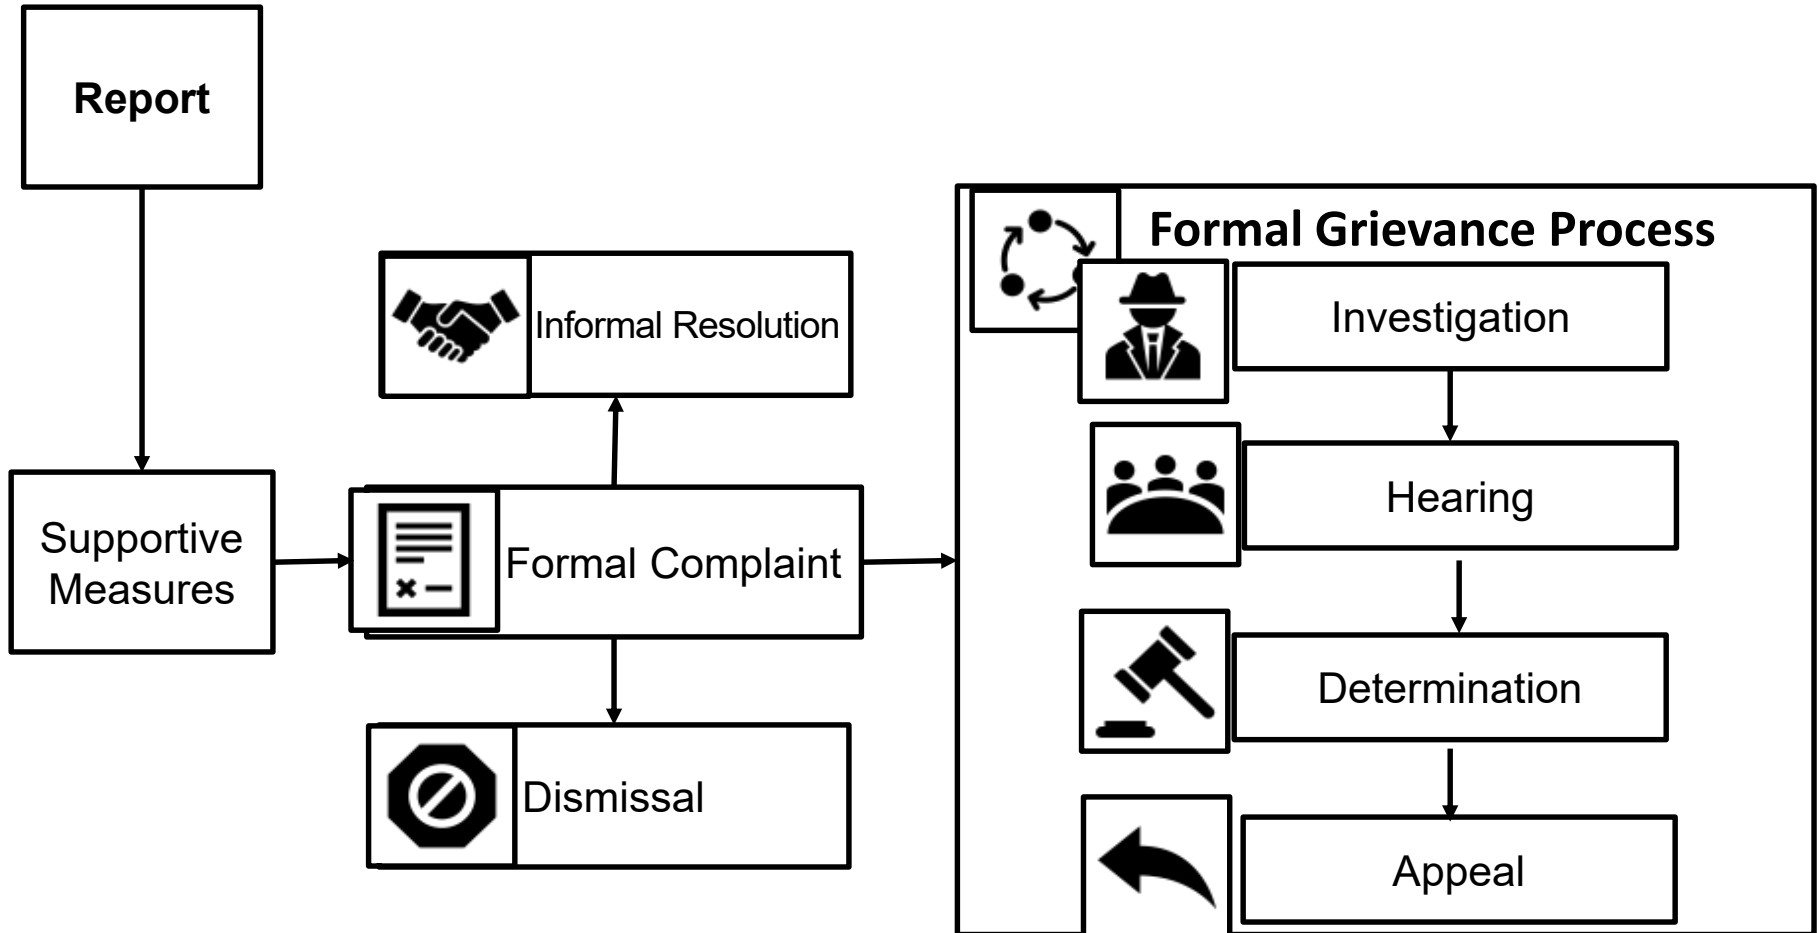 Report
Supportive
Measures
Informal Resolution
Formal Complaint
Dismissal
Formal Grievance Process
Investigation
Hearing
Determination
Appeal